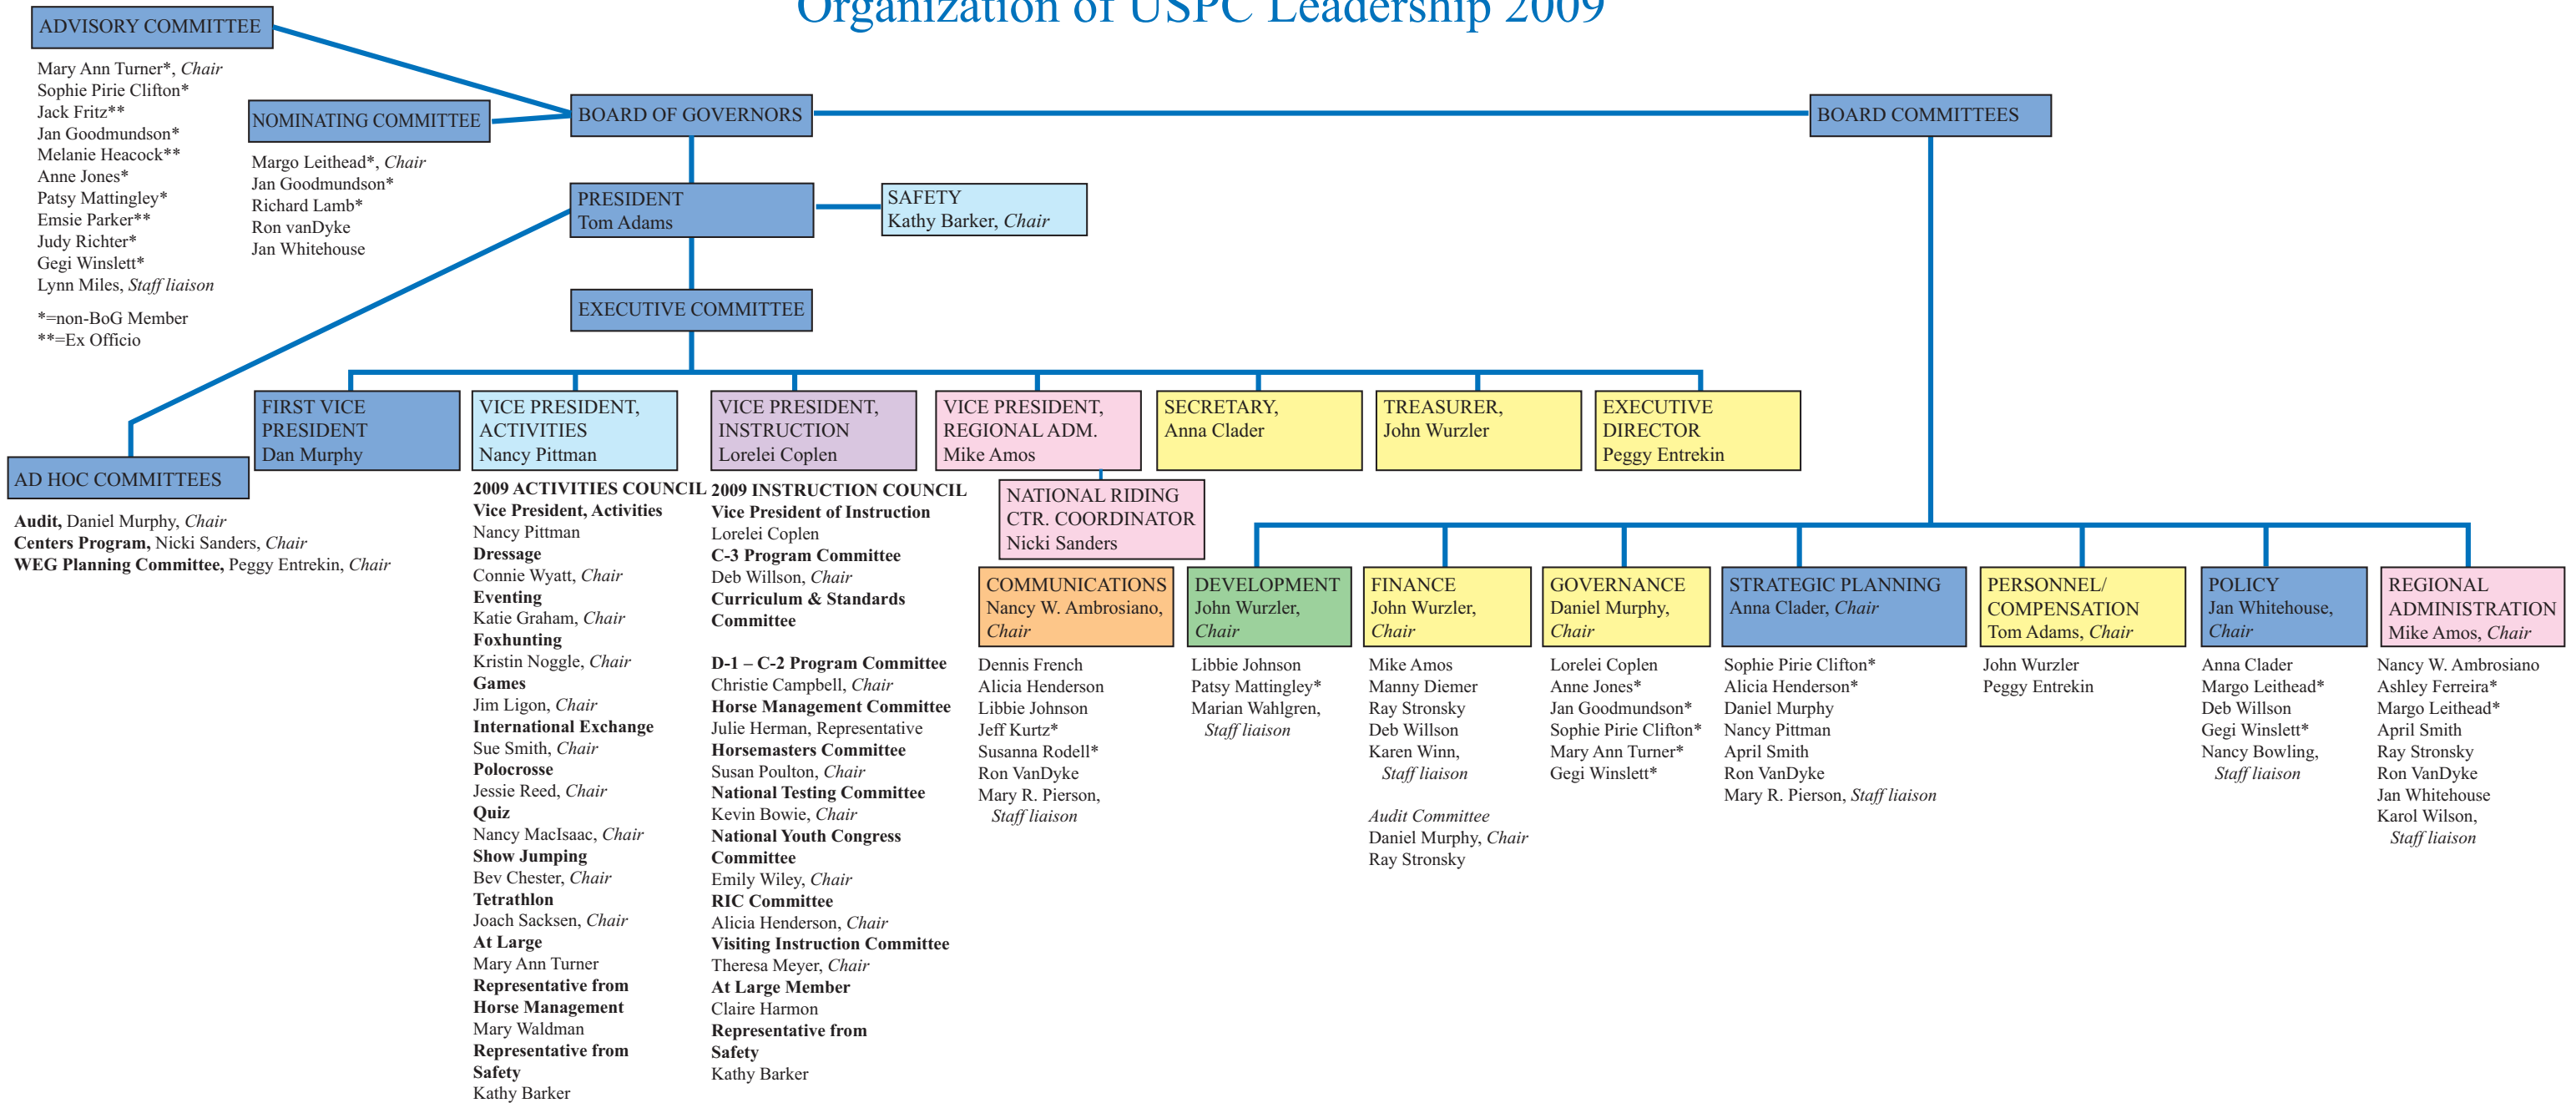 Organization of USPC Leadership 2009
ADVISORY COMMITTEE
Mary Ann Turner*, Chair
Sophie Pirie Clifton*
Jack Fritz**
Jan Goodmundson*
Melanie Heacock**
Anne Jones*
Patsy Mattingley*
Emsie Parker**
Judy Richter*
Gegi Winslett*
Lynn Miles, Staff liaison
*=non-BoG Member
**=Ex Officio
NOMINATING COMMITTEE
Margo Leithead*, Chair
Jan Goodmundson*
Richard Lamb*
Ron vanDyke
Jan Whitehouse
BOARD OF GOVERNORS
BOARD COMMITTEES
PRESIDENT
Tom Adams
SAFETY
Kathy Barker, Chair
EXECUTIVE COMMITTEE
AD HOC COMMITTEES
Audit, Daniel Murphy, Chair
Centers Program, Nicki Sanders, Chair
WEG Planning Committee, Peggy Entrekin, Chair
FIRST VICE
PRESIDENT
Dan Murphy
VICE PRESIDENT,
ACTIVITIES
Nancy Pittman
2009 ACTIVITIES COUNCIL
Vice President, Activities
Nancy Pittman
Dressage
Connie Wyatt, Chair
Eventing
Katie Graham, Chair
Foxhunting
Kristin Noggle, Chair
Games
Jim Ligon, Chair
International Exchange
Sue Smith, Chair
Polocrosse
Jessie Reed, Chair
Quiz
Nancy MacIsaac, Chair
Show Jumping
Bev Chester, Chair
Tetrathlon
Joach Sacksen, Chair
At Large
Mary Ann Turner
Representative from
Horse Management
Mary Waldman
Representative from
Safety
Kathy Barker
VICE PRESIDENT,
INSTRUCTION
Lorelei Coplen
2009 INSTRUCTION COUNCIL
Vice President of Instruction
Lorelei Coplen
C-3 Program Committee
Deb Willson, Chair
Curriculum & Standards
Committee
D-1 – C-2 Program Committee
Christie Campbell, Chair
Horse Management Committee
Julie Herman, Representative
Horsemasters Committee
Susan Poulton, Chair
National Testing Committee
Kevin Bowie, Chair
National Youth Congress
Committee
Emily Wiley, Chair
RIC Committee
Alicia Henderson, Chair
Visiting Instruction Committee
Theresa Meyer, Chair
At Large Member
Claire Harmon
Representative from
Safety
Kathy Barker
VICE PRESIDENT,
REGIONAL ADM.
Mike Amos
NATIONAL RIDING
CTR. COORDINATOR
Nicki Sanders
SECRETARY,
Anna Clader
TREASURER,
John Wurzler
EXECUTIVE
DIRECTOR
Peggy Entrekin
COMMUNICATIONS
Nancy W. Ambrosiano,
Chair
Dennis French
Alicia Henderson
Libbie Johnson
Jeff Kurtz*
Susanna Rodell*
Ron VanDyke
Mary R. Pierson,
Staff liaison
DEVELOPMENT
John Wurzler,
Chair
Libbie Johnson
Patsy Mattingley*
Marian Wahlgren,
Staff liaison
FINANCE
John Wurzler,
Chair
Mike Amos
Manny Diemer
Ray Stronsky
Deb Willson
Karen Winn,
Staff liaison
Audit Committee
Daniel Murphy, Chair
Ray Stronsky
GOVERNANCE
Daniel Murphy,
Chair
Lorelei Coplen
Anne Jones*
Jan Goodmundson*
Sophie Pirie Clifton*
Mary Ann Turner*
Gegi Winslett*
STRATEGIC PLANNING
Anna Clader, Chair
Sophie Pirie Clifton*
Alicia Henderson*
Daniel Murphy
Nancy Pittman
April Smith
Ron VanDyke
Mary R. Pierson, Staff liaison
PERSONNEL/
COMPENSATION
Tom Adams, Chair
John Wurzler
Peggy Entrekin
POLICY
Jan Whitehouse,
Chair
Anna Clader
Margo Leithead*
Deb Willson
Gegi Winslett*
Nancy Bowling,
Staff liaison
REGIONAL
ADMINISTRATION
Mike Amos, Chair
Nancy W. Ambrosiano
Ashley Ferreira*
Margo Leithead*
April Smith
Ray Stronsky
Ron VanDyke
Jan Whitehouse
Karol Wilson,
Staff liaison